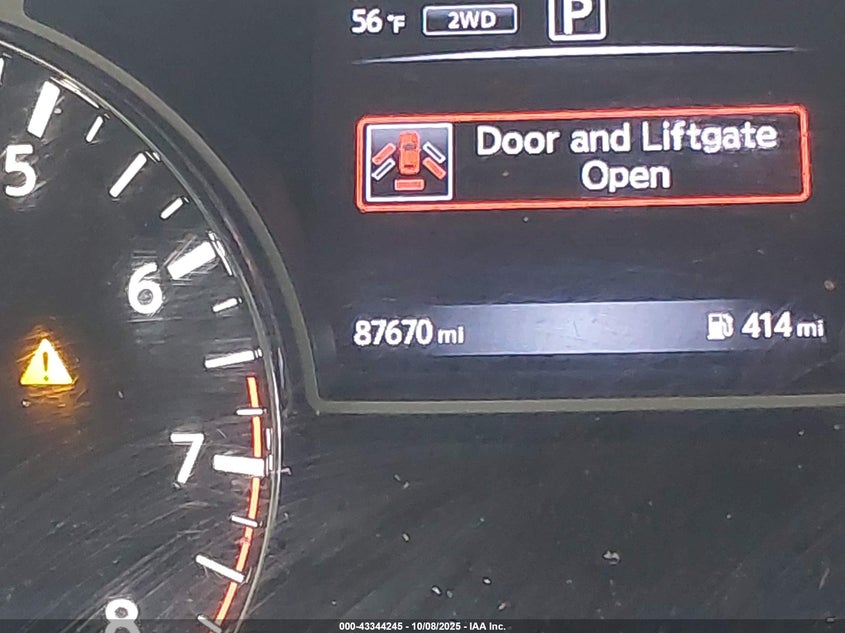 56°F 2WD P
Door and Liftgate
Open
5
6
87670 mi 414 mi
7
8
000-43344245 - 10/08/2025 - IAA Inc.